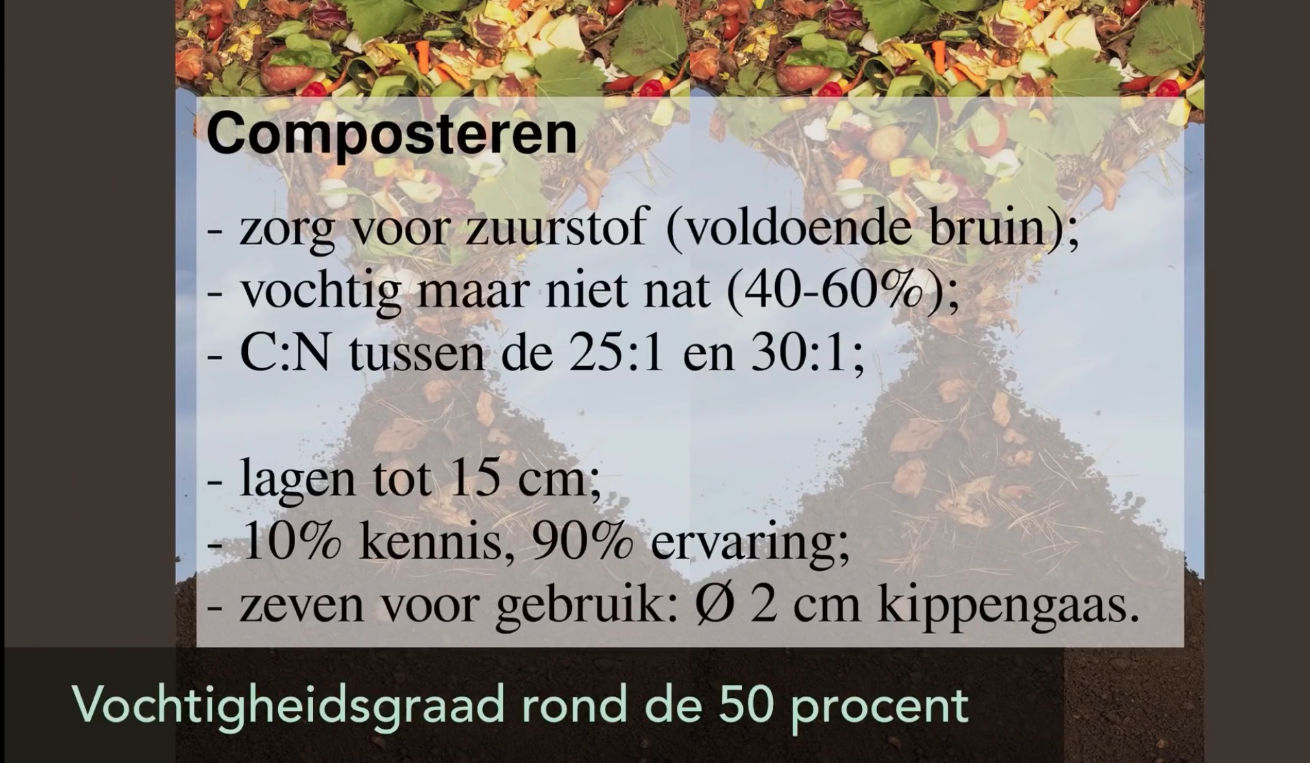 Composteren
- zorg voor zuurstof (voldoende bruin);
- vochtig maar niet nat (40-60%);
- C:N tussen de 25:1 en 30:1;
- lagen tot 15 cm;
- 10% kennis, 90% ervaring;
- zeven voor gebruik: Ø 2 cm kippengaas.
Vochtigheidsgraad rond de 50 procent